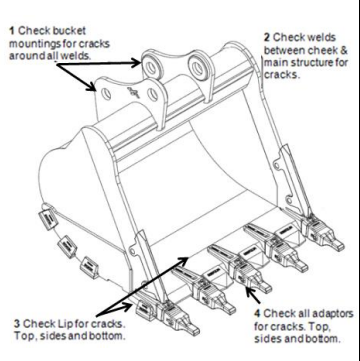 1 Check bucket
mountings for cracks
around all welds.
2 Check welds
between cheek &
main structure for
cracks.
3 Check Lip for cracks.
Top, sides and bottom.
4 Check all adaptors
for cracks. Top,
sides and bottom.